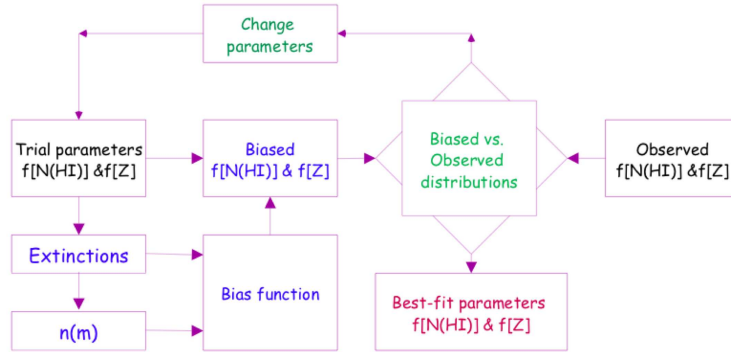 Change
parameters
Trial parameters
f[N(HI)] &f[Z]
Biased
f[N(HI)] & f[Z]
Biased vs.
Observed
distributions
Observed
f[N(HI)] &f[Z]
Extinctions
Bias function
n(m)
Best-fit parameters
f[N(HI)] & f[Z]